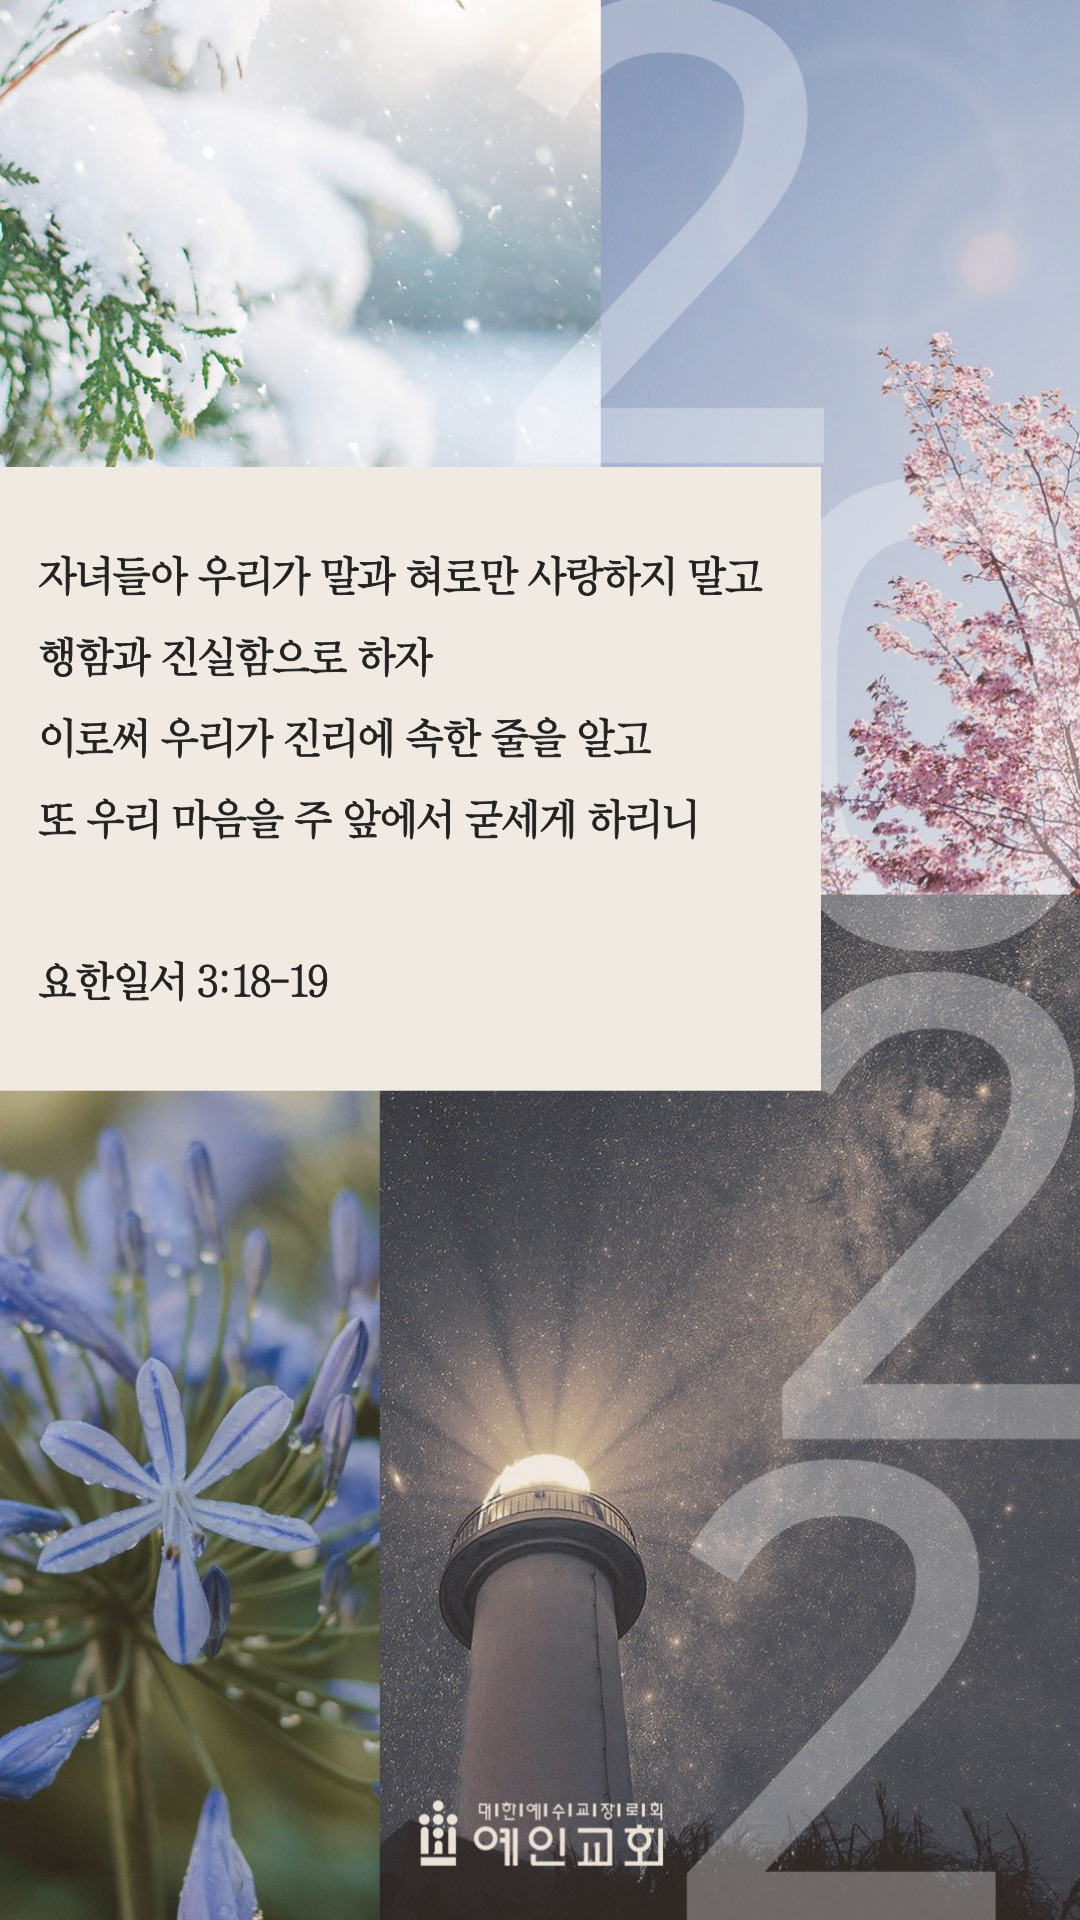 2
0
2
2
자녀들아 우리가 말과 혀로만 사랑하지 말고
행함과 진실함으로 하자
이로써 우리가 진리에 속한 줄을 알고
또 우리 마음을 주 앞에서 굳세게 하리니
요한일서 3:18-19
대한예수교장로회
예인교회